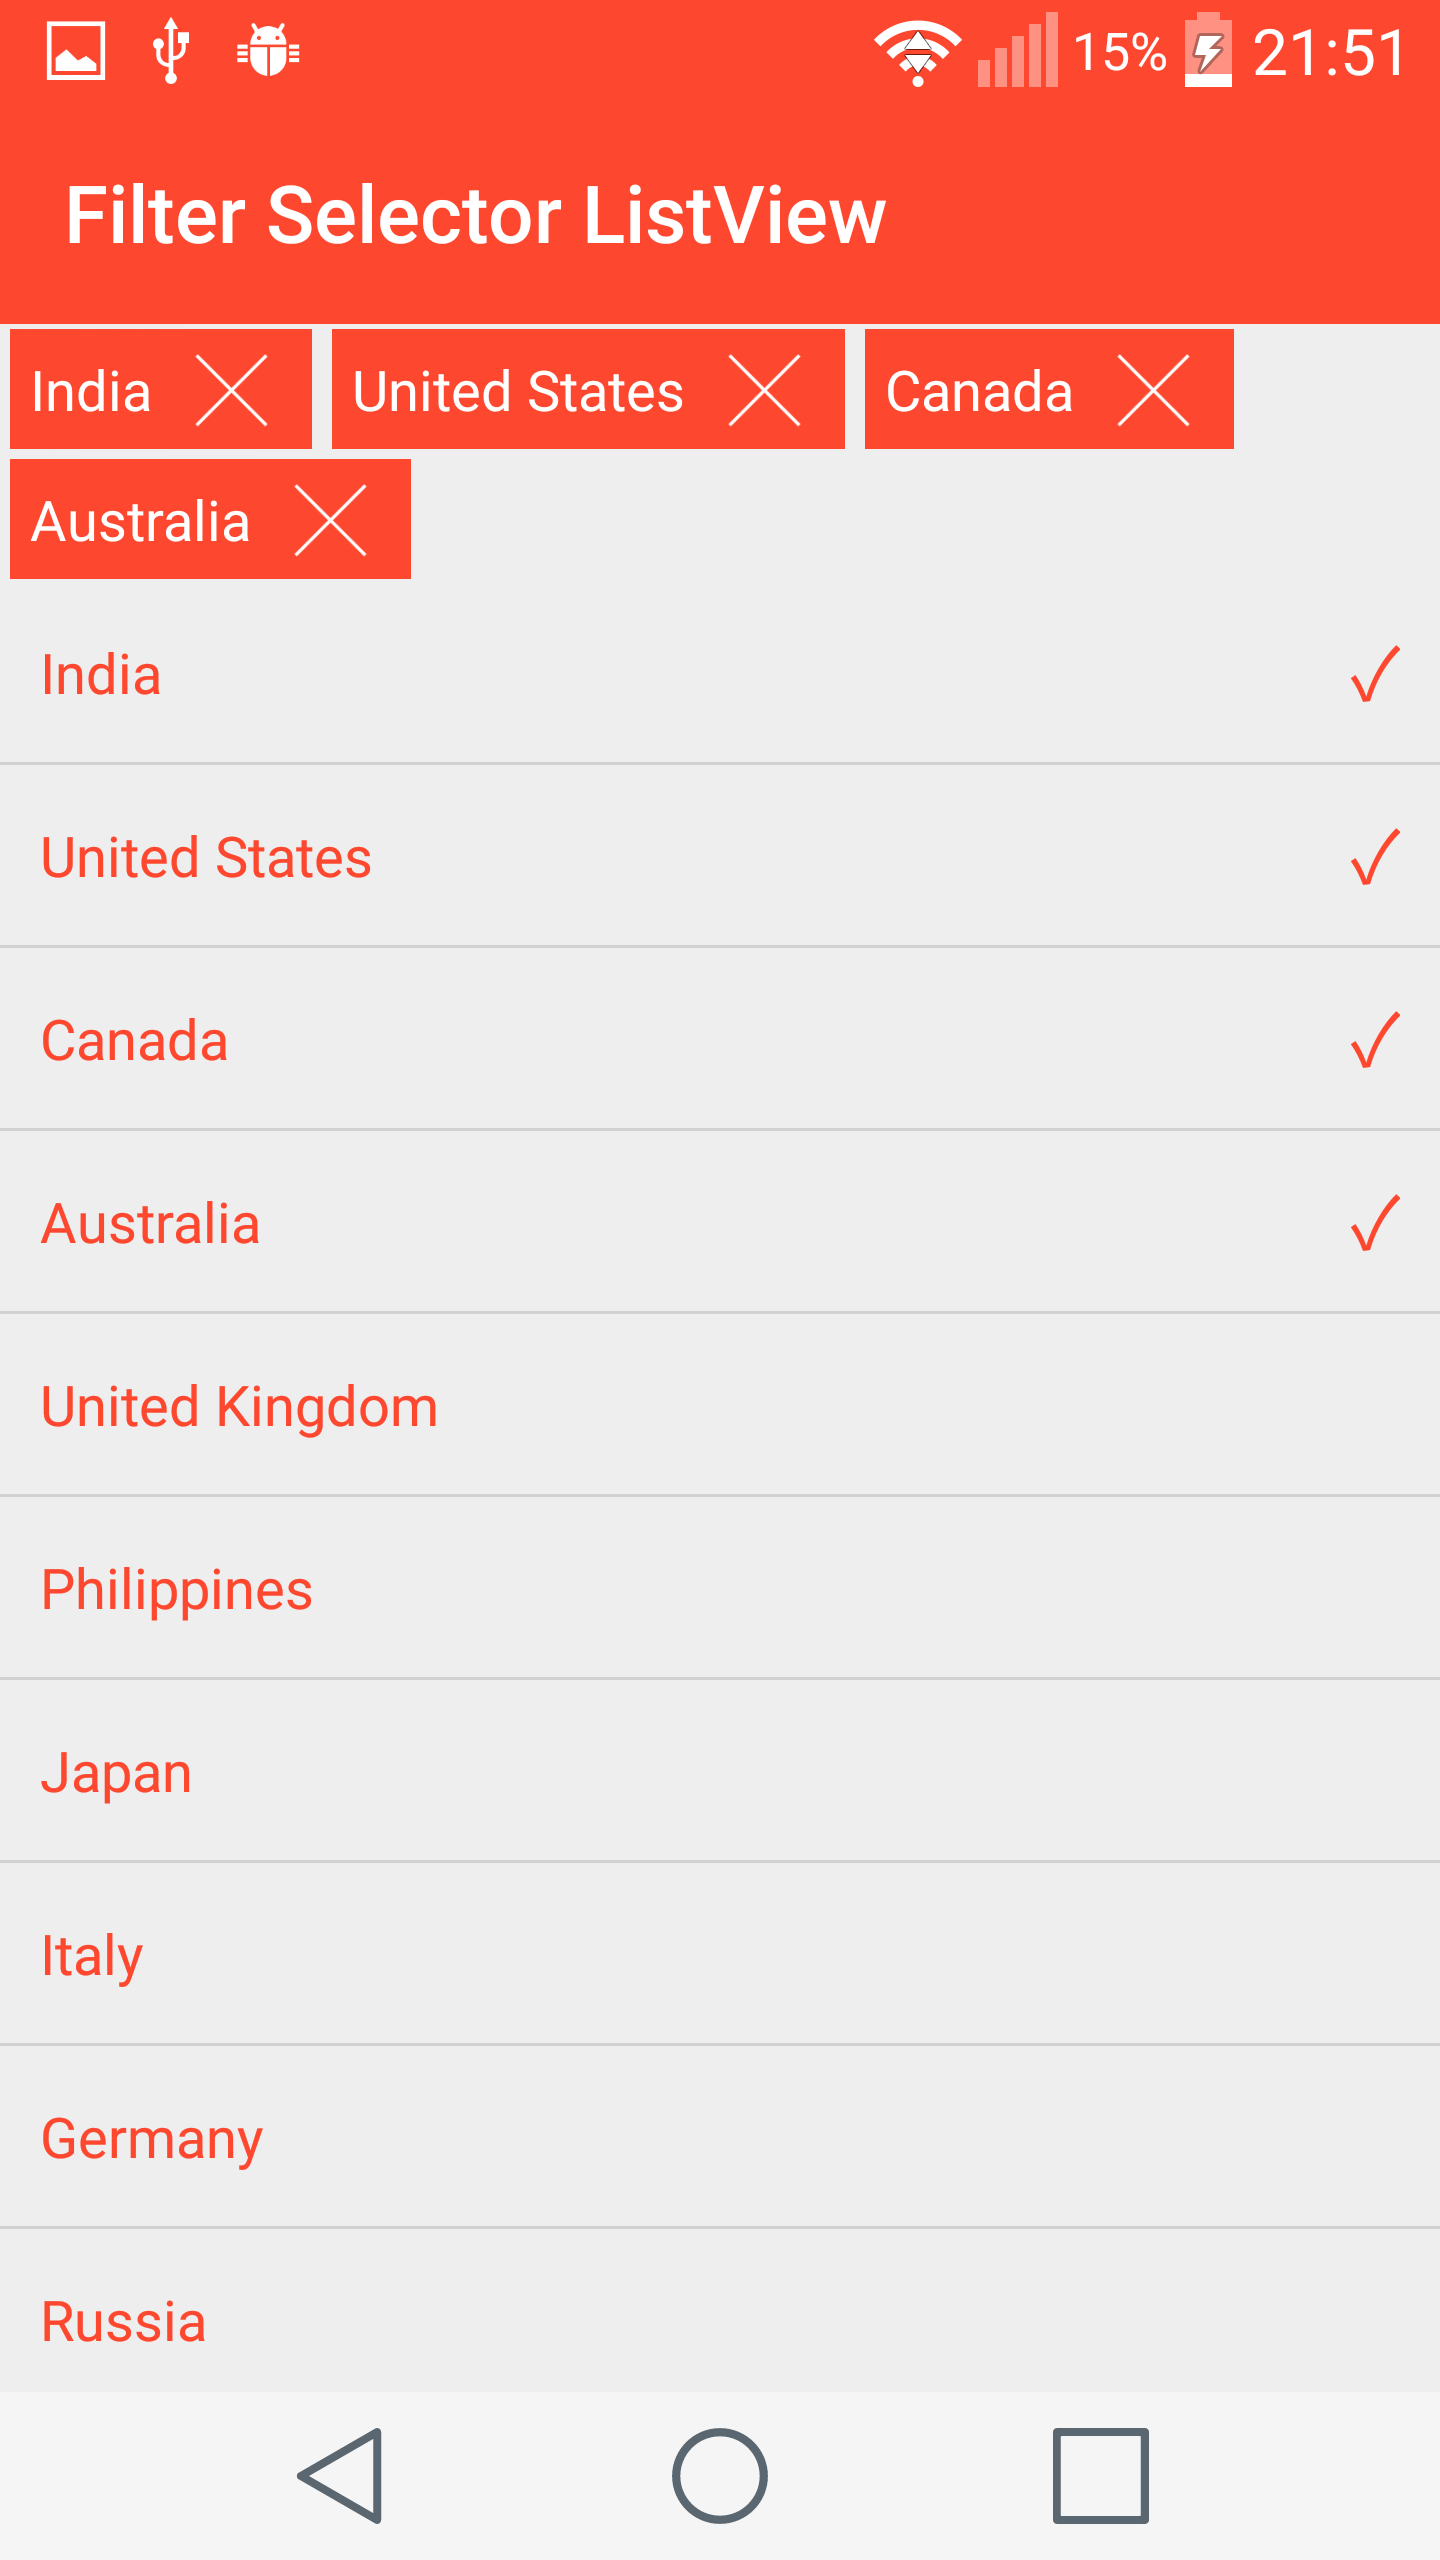 15% 21:51
Filter Selector ListView
India United States Canada
Australia
India
United States
Canada
Australia
United Kingdom
Philippines
Japan
Italy
Germany
Russia